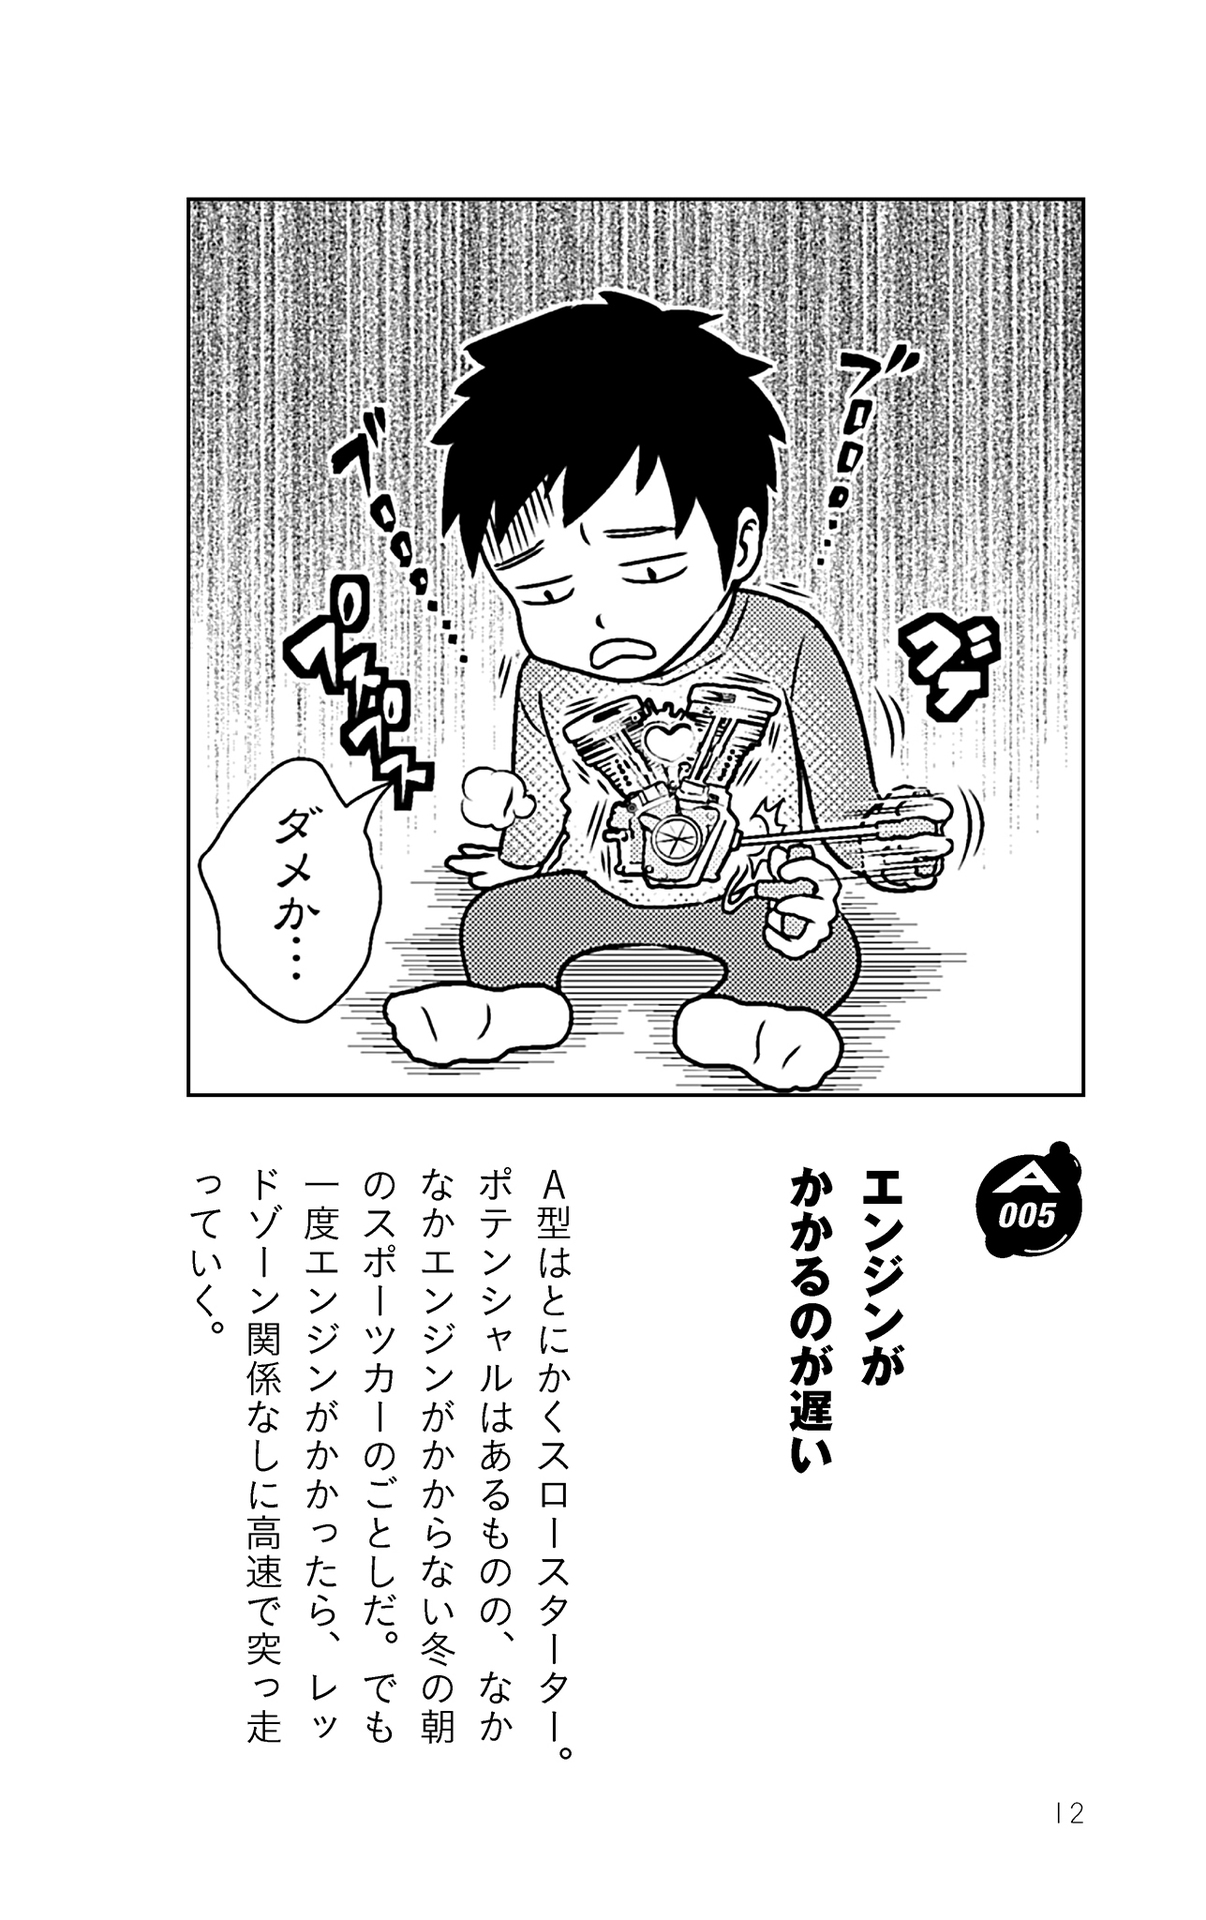 ブロロロ…
グイ
ブロロロロ…
ペペペペス
ダメか…
A
005
エンジンが
かかるのが遅い
A型はとにかくスロースターター。
ポテンシャルはあるものの、なか
なかエンジンがかからない冬の朝
のスポーツカーのごとしだ。でも
一度エンジンがかかったら、レッ
ドゾーン関係なしに高速で突っ走
っていく。
12